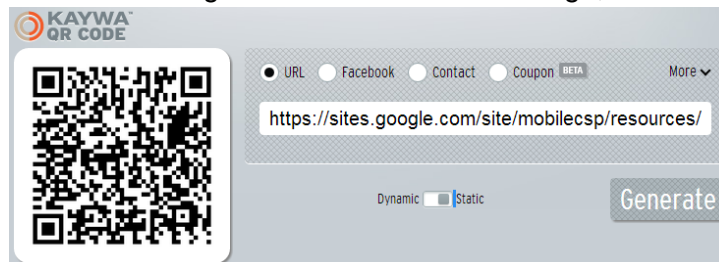 KAYWA
QR CODE
URL Facebook Contact Coupon BETA More
https://sites.google.com/site/mobilecsp/resources/
Dynamic Static Generate